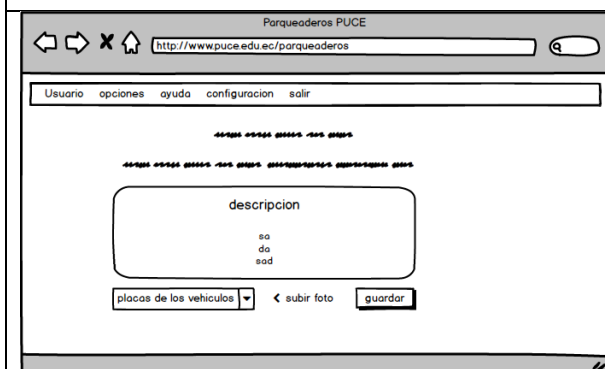 Parqueaderos PUCE
http://www.puce.edu.ec/parqueaderos
Usuario opciones ayuda configuracion salir
descripcion
sa
da
sad
placas de los vehiculos subir foto guardar